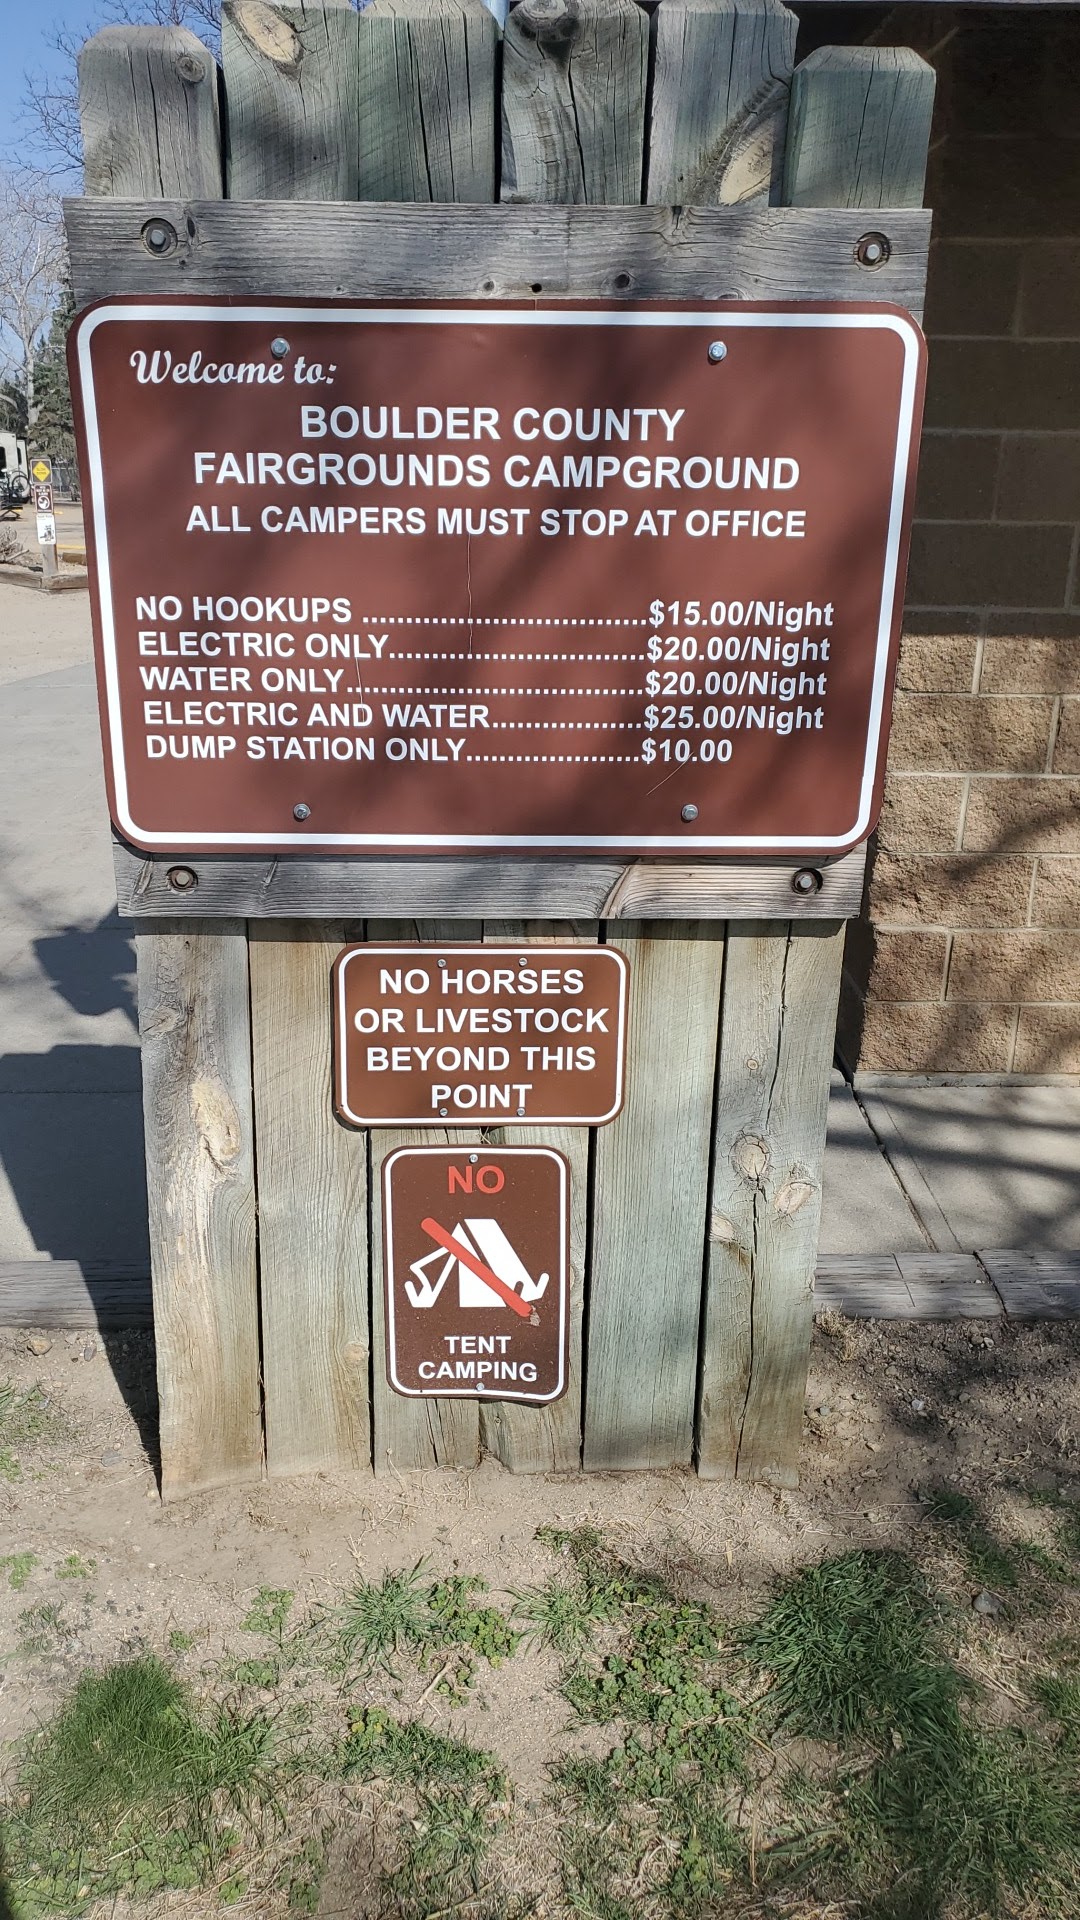 Welcome to:
BOULDER COUNTY
FAIRGROUNDS CAMPGROUND
ALL CAMPERS MUST STOP AT OFFICE
NO HOOKUPS ..................................$15.00/Night
ELECTRIC ONLY...............................$20.00/Night
WATER ONLY....................................$20.00/Night
ELECTRIC AND WATER..................$25.00/Night
DUMP STATION ONLY.....................$10.00
NO HORSES
OR LIVESTOCK
BEYOND THIS
POINT
NO
TENT
CAMPING